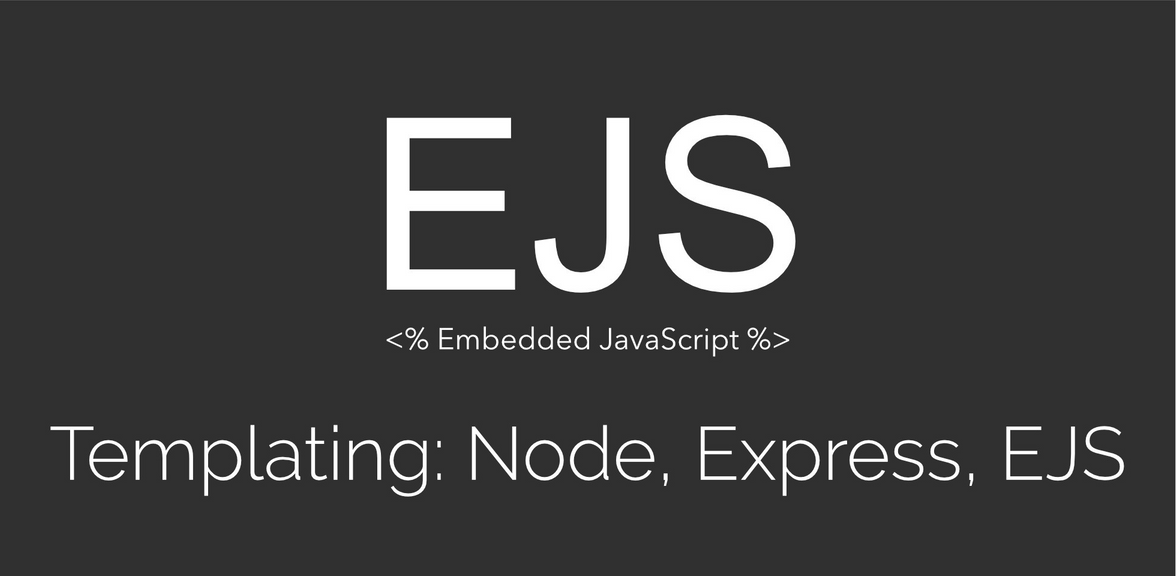 EJS
<% Embedded JavaScript %>
Templating: Node, Express, EJS